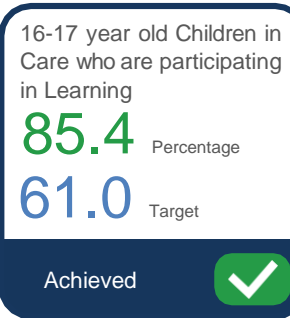 16-17 year old Children in
Care who are participating
in Learning
85.4 Percentage
61.0 Target
Achieved